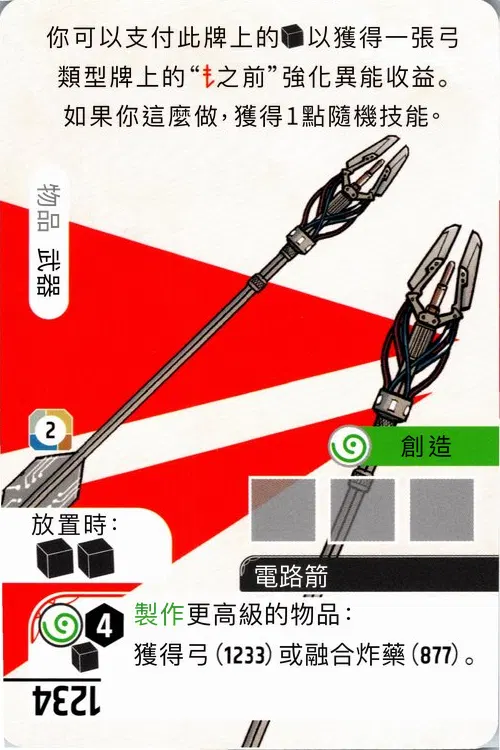 你可以支付此牌上的以獲得一張弓
類型牌上的“之前”強化異能收益。
如果你這麼做，獲得1點隨機技能。
物品 武器
2
創造
放置時：
電路箭
4
製作更高級的物品：
獲得弓（1233）或融合炸藥（877）。
1234